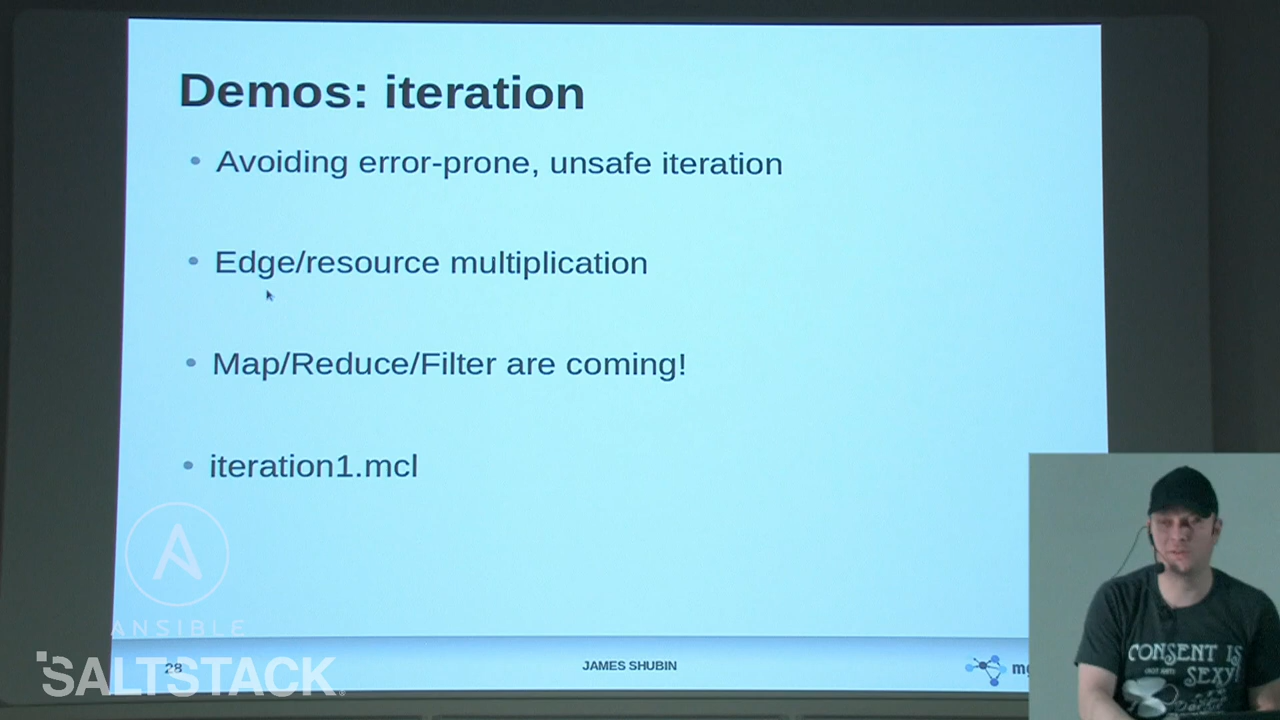 Demos: iteration
• Avoiding error-prone, unsafe iteration
• Edge/resource multiplication
• Map/Reduce/Filter are coming!
• iteration1.mcl
ANSIBLE
SALTSTACK
28
JAMES SHUBIN
CONSENT IS
SEXY!